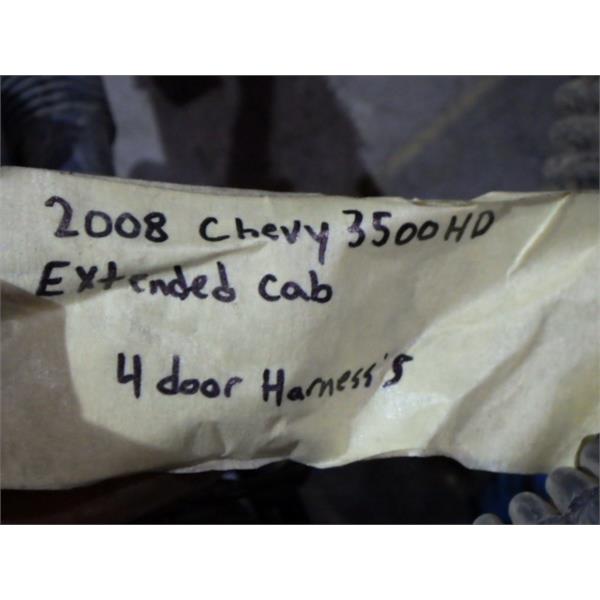 2008 Chevy 3500HD
Extended Cab
4 door Harness's